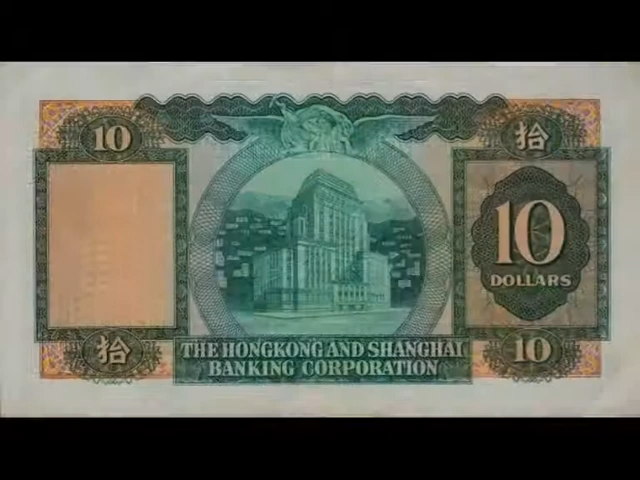 10
拾
10
DOLLARS
拾
10
THE HONGKONG AND SHANGHAI
BANKING CORPORATION